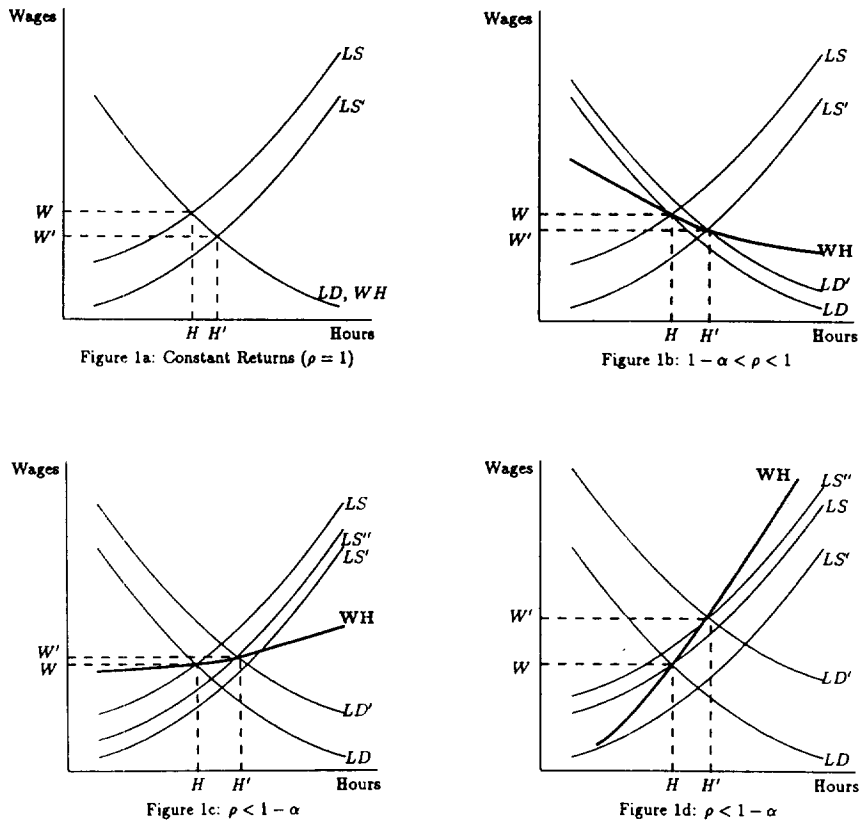 Wages
LS
LS′
W
W′
LD, WH
H
H′
Hours
Figure 1a: Constant Returns (ρ = 1)
Wages
LS
LS′
W
W′
WH
LD′
LD
H
H′
Hours
Figure 1b: 1 − α < ρ < 1
Wages
LS
LS″
LS′
WH
W′
W
LD′
LD
H
H′
Hours
Figure 1c: ρ < 1 − α
Wages
WH
LS″
LS
LS′
W′
W
LD′
LD
H
H′
Hours
Figure 1d: ρ < 1 − α